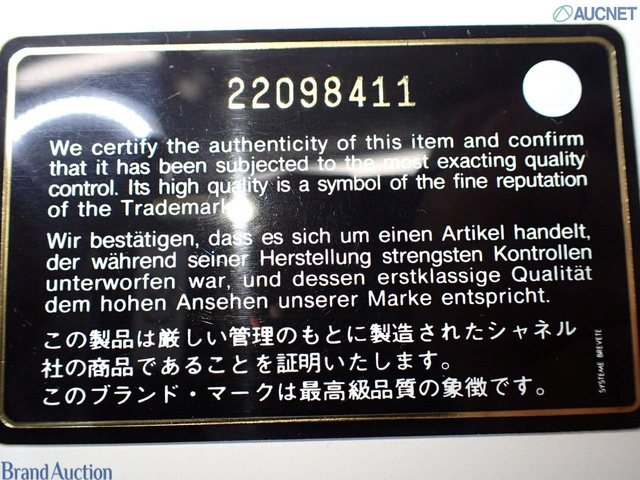 AUCNET
22098411
We certify the authenticity of this item and confirm
that it has been subjected to the most exacting quality
control. Its high quality is a symbol of the fine reputation
of the Trademark
Wir bestätigen, dass es sich um einen Artikel handelt,
der während seiner Herstellung strengsten Kontrollen
unterworfen war, und dessen erstklassige Qualität
dem hohen Ansehen unserer Marke entspricht.
この製品は厳しい管理のもとに製造されたシャネル
社の商品であることを証明いたします。
このブランド・マークは最高級品質の象徴です。
SYSTEME BREVETE
Brand Auction